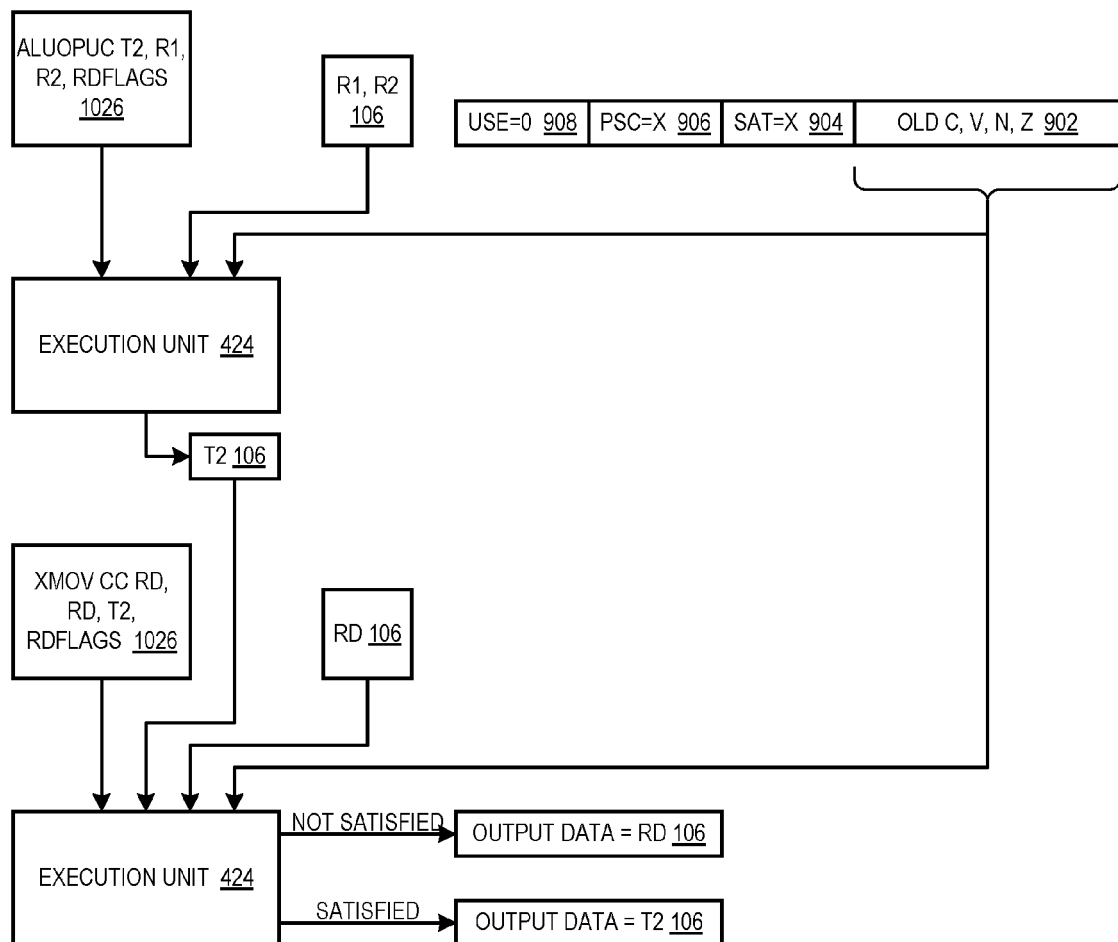 ALUOPUC T2, R1,
R2, RDFLAGS
1026
R1, R2
106
USE=0 908
PSC=X 906
SAT=X 904
OLD C, V, N, Z 902
EXECUTION UNIT 424
T2 106
XMOV CC RD,
RD, T2,
RDFLAGS 1026
RD 106
EXECUTION UNIT 424
NOT SATISFIED
OUTPUT DATA = RD 106
SATISFIED
OUTPUT DATA = T2 106